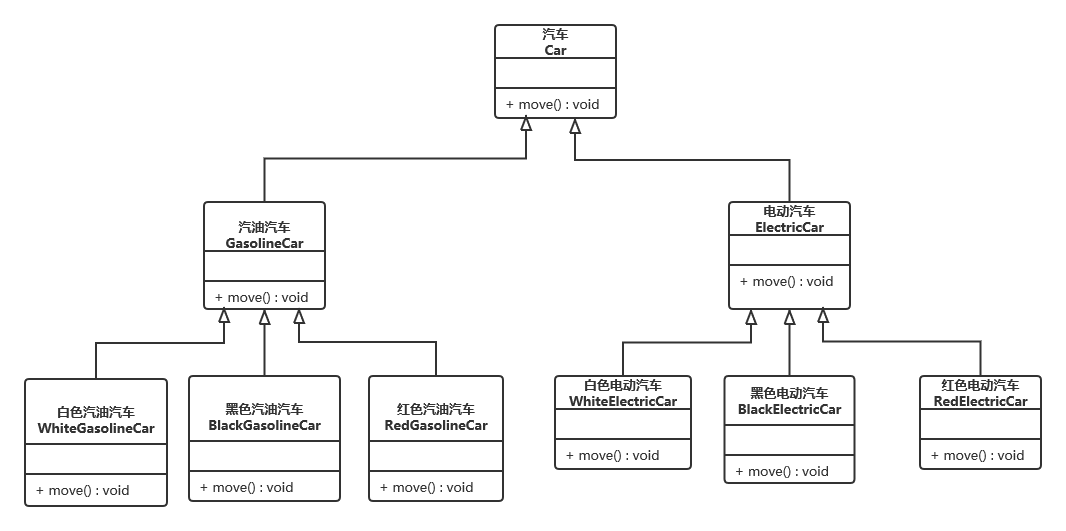 汽车
Car
+ move() : void
汽油汽车
GasolineCar
+ move() : void
电动汽车
ElectricCar
+ move() : void
白色汽油汽车
WhiteGasolineCar
+ move() : void
黑色汽油汽车
BlackGasolineCar
+ move() : void
红色汽油汽车
RedGasolineCar
+ move() : void
白色电动汽车
WhiteElectricCar
+ move() : void
黑色电动汽车
BlackElectricCar
+ move() : void
红色电动汽车
RedElectricCar
+ move() : void